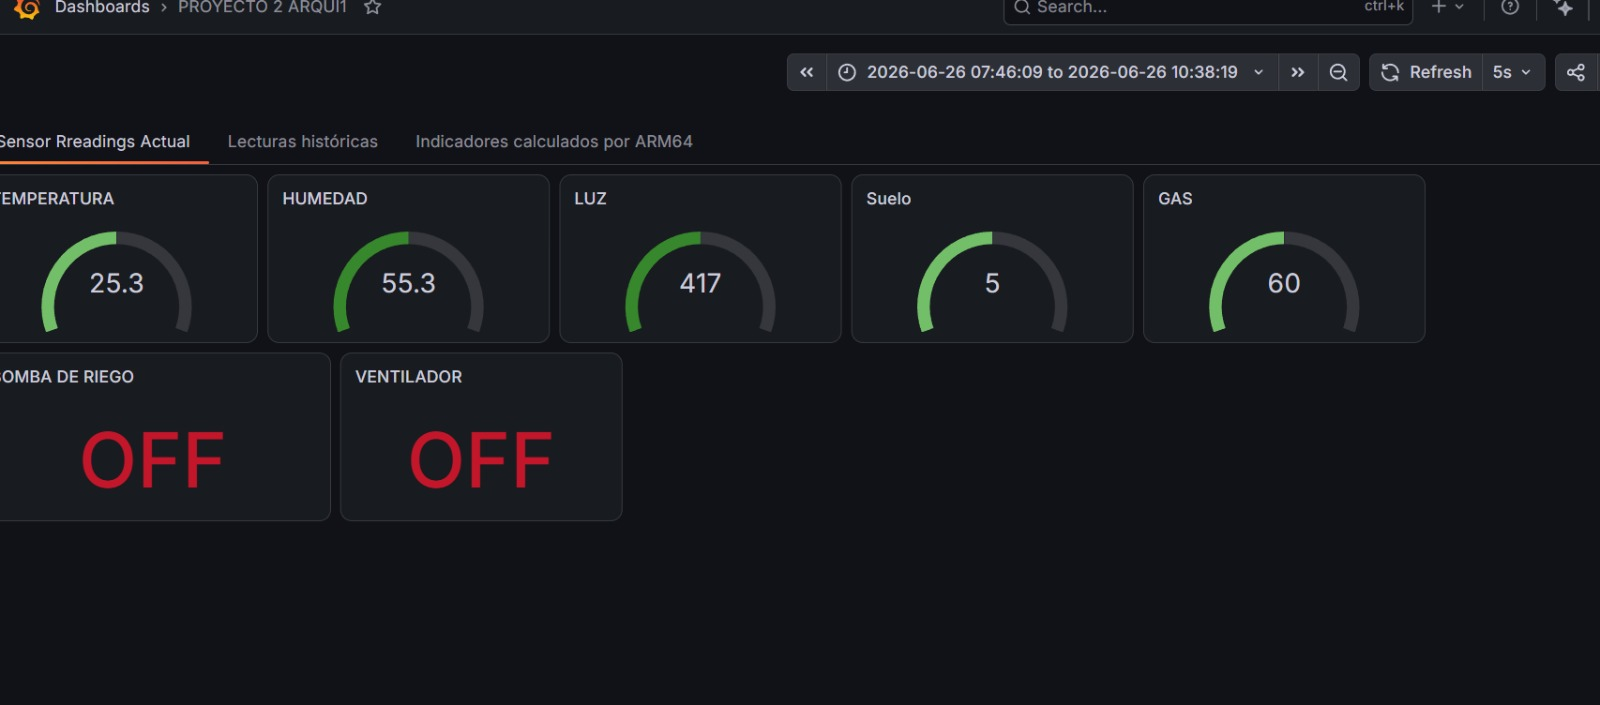 Dashboards › PROYECTO 2 ARQUI1
Search... ctrl+k
2026-06-26 07:46:09 to 2026-06-26 10:38:19
Refresh 5s
Sensor Rreadings Actual Lecturas históricas Indicadores calculados por ARM64
EMPERATURA HUMEDAD LUZ Suelo GAS
25.3 55.3 417 5 60
OMBA DE RIEGO VENTILADOR
OFF OFF